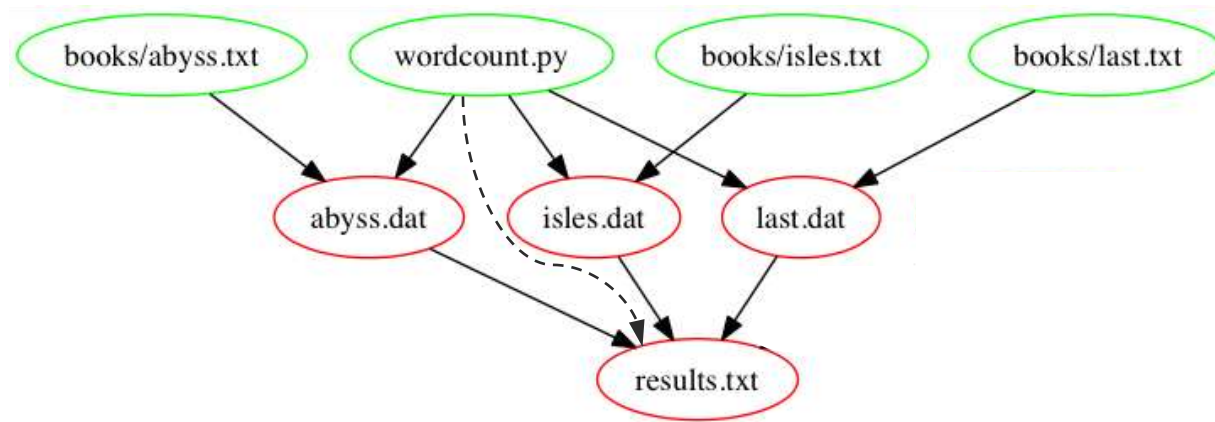 books/abyss.txt
wordcount.py
books/isles.txt
books/last.txt
abyss.dat
isles.dat
last.dat
results.txt